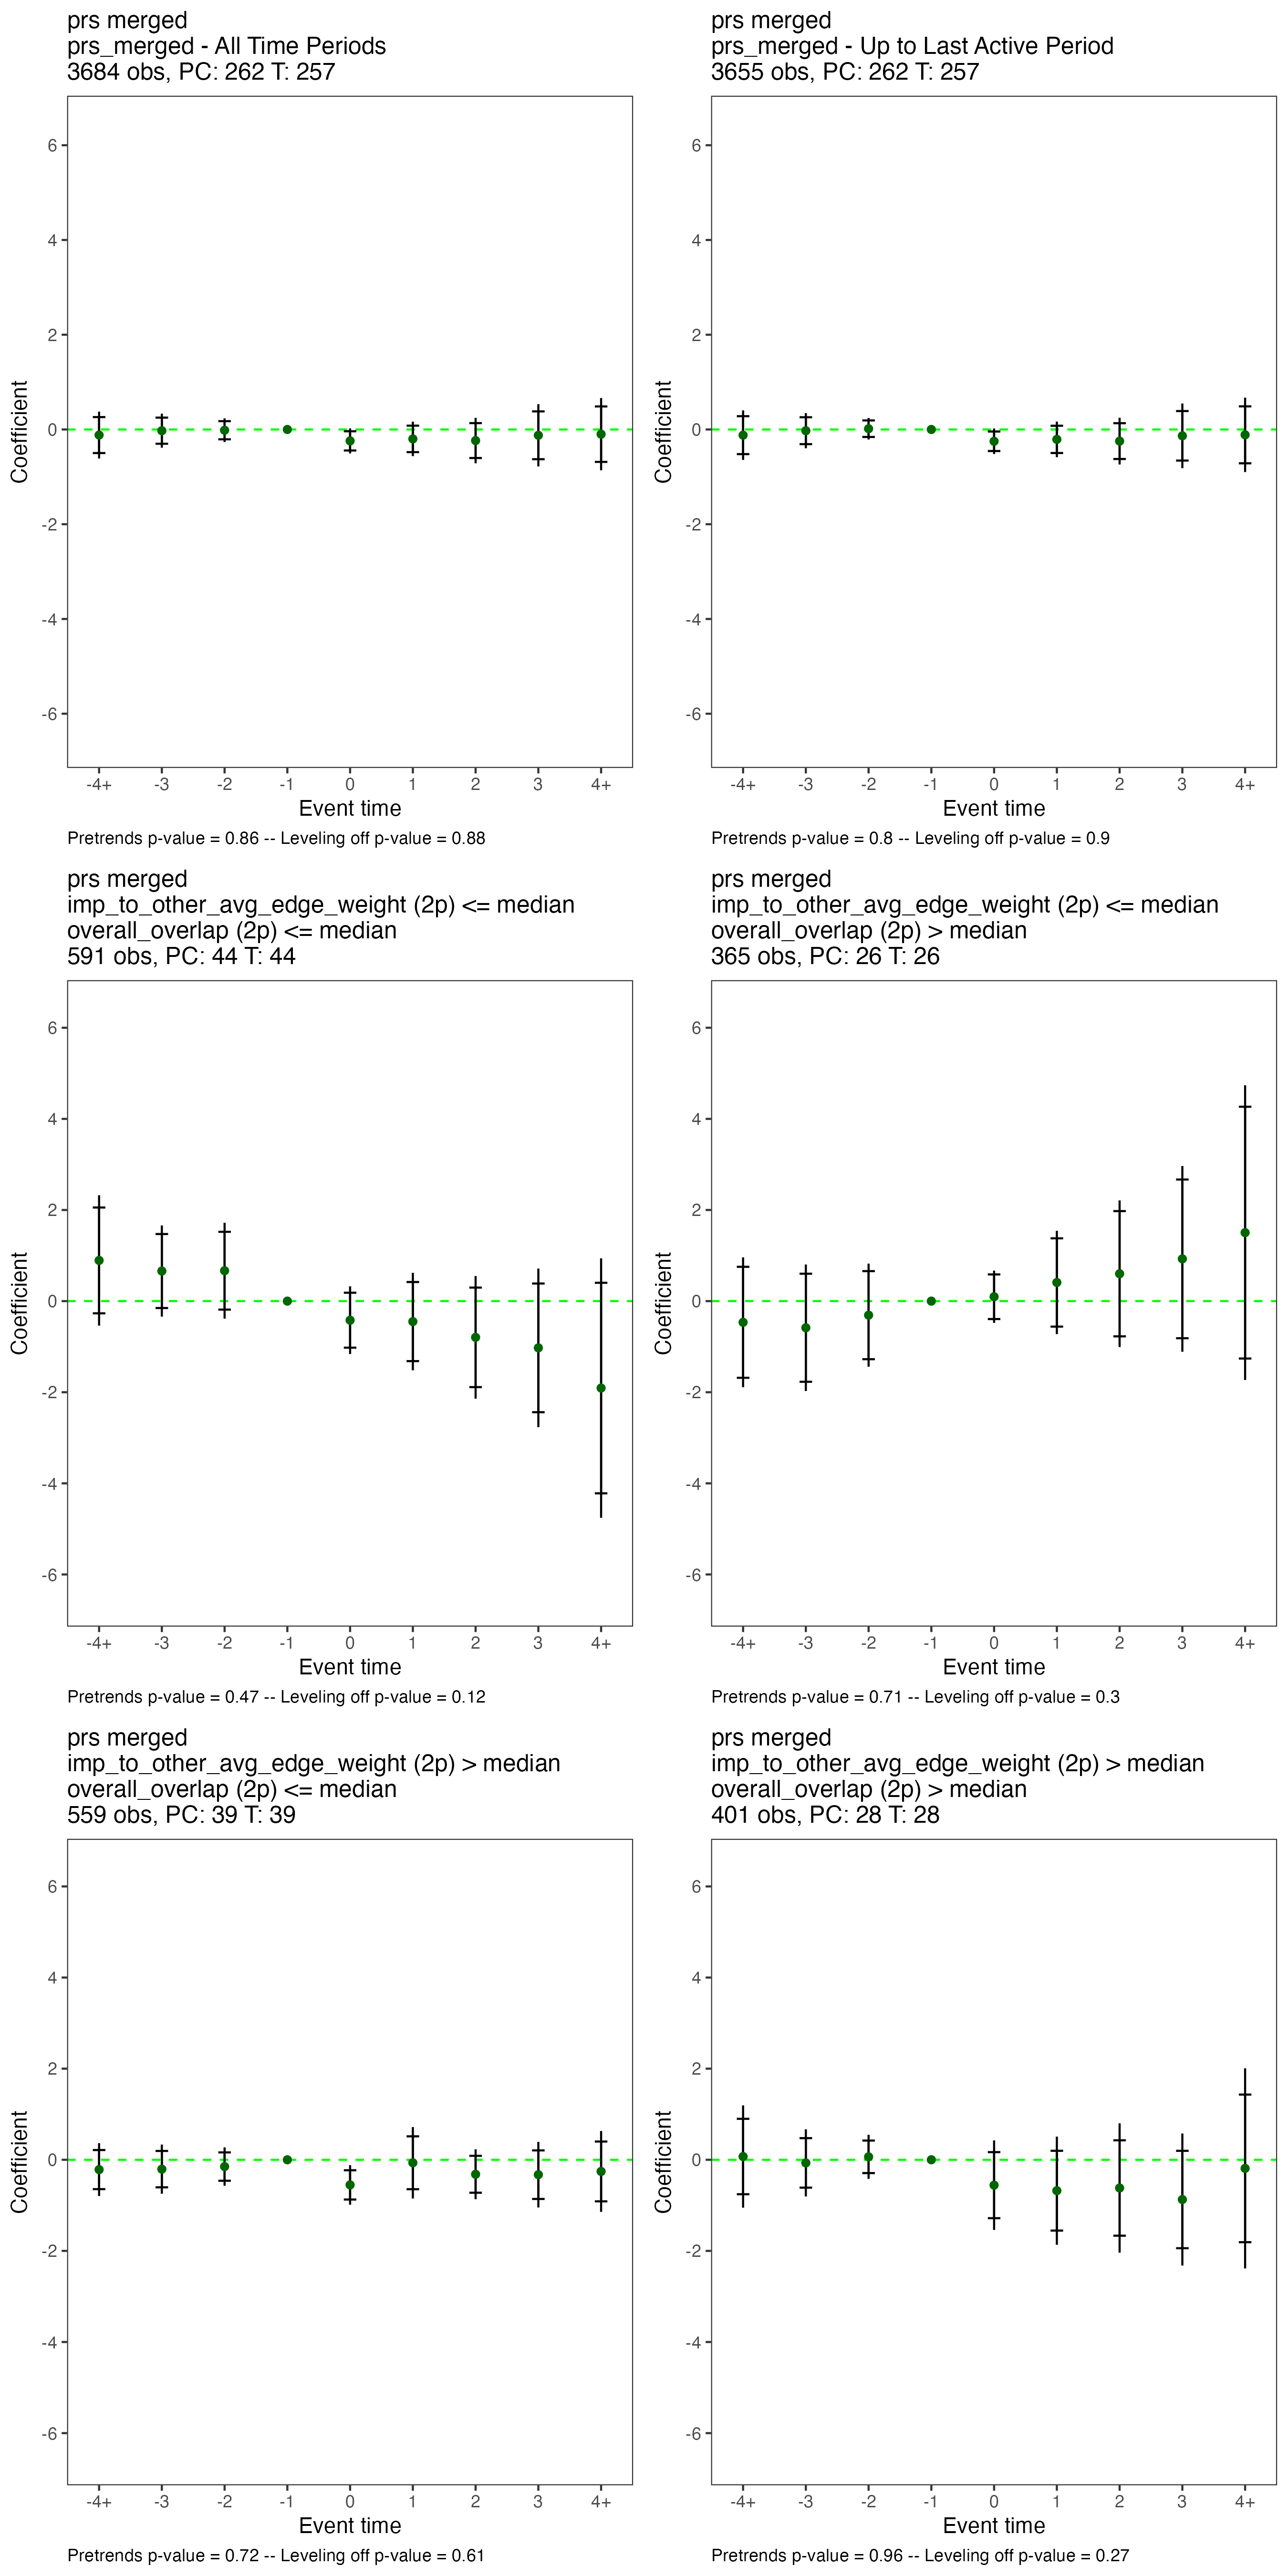 prs merged
prs_merged - All Time Periods
3684 obs, PC: 262 T: 257
6
4
2
0
-2
-4
-6
Coefficient
-4+ -3 -2 -1 0 1 2 3 4+
Event time
Pretrends p-value = 0.86 -- Leveling off p-value = 0.88
prs merged
prs_merged - Up to Last Active Period
3655 obs, PC: 262 T: 257
6
4
2
0
-2
-4
-6
Coefficient
-4+ -3 -2 -1 0 1 2 3 4+
Event time
Pretrends p-value = 0.8 -- Leveling off p-value = 0.9
prs merged
imp_to_other_avg_edge_weight (2p) <= median
overall_overlap (2p) <= median
591 obs, PC: 44 T: 44
6
4
2
0
-2
-4
-6
Coefficient
-4+ -3 -2 -1 0 1 2 3 4+
Event time
Pretrends p-value = 0.47 -- Leveling off p-value = 0.12
prs merged
imp_to_other_avg_edge_weight (2p) <= median
overall_overlap (2p) > median
365 obs, PC: 26 T: 26
6
4
2
0
-2
-4
-6
Coefficient
-4+ -3 -2 -1 0 1 2 3 4+
Event time
Pretrends p-value = 0.71 -- Leveling off p-value = 0.3
prs merged
imp_to_other_avg_edge_weight (2p) > median
overall_overlap (2p) <= median
559 obs, PC: 39 T: 39
6
4
2
0
-2
-4
-6
Coefficient
-4+ -3 -2 -1 0 1 2 3 4+
Event time
Pretrends p-value = 0.72 -- Leveling off p-value = 0.61
prs merged
imp_to_other_avg_edge_weight (2p) > median
overall_overlap (2p) > median
401 obs, PC: 28 T: 28
6
4
2
0
-2
-4
-6
Coefficient
-4+ -3 -2 -1 0 1 2 3 4+
Event time
Pretrends p-value = 0.96 -- Leveling off p-value = 0.27